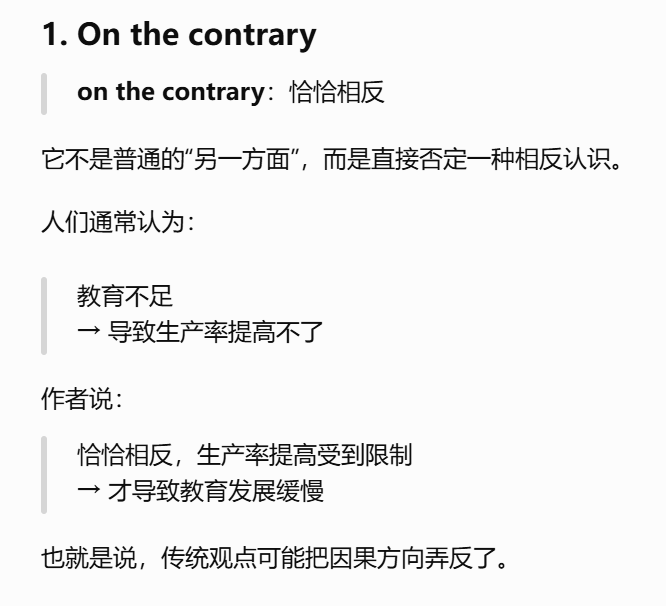 1. On the contrary
on the contrary：恰恰相反
它不是普通的“另一方面”，而是直接否定一种相反认识。
人们通常认为：
教育不足
→ 导致生产率提高不了
作者说：
恰恰相反，生产率提高受到限制
→ 才导致教育发展缓慢
也就是说，传统观点可能把因果方向弄反了。